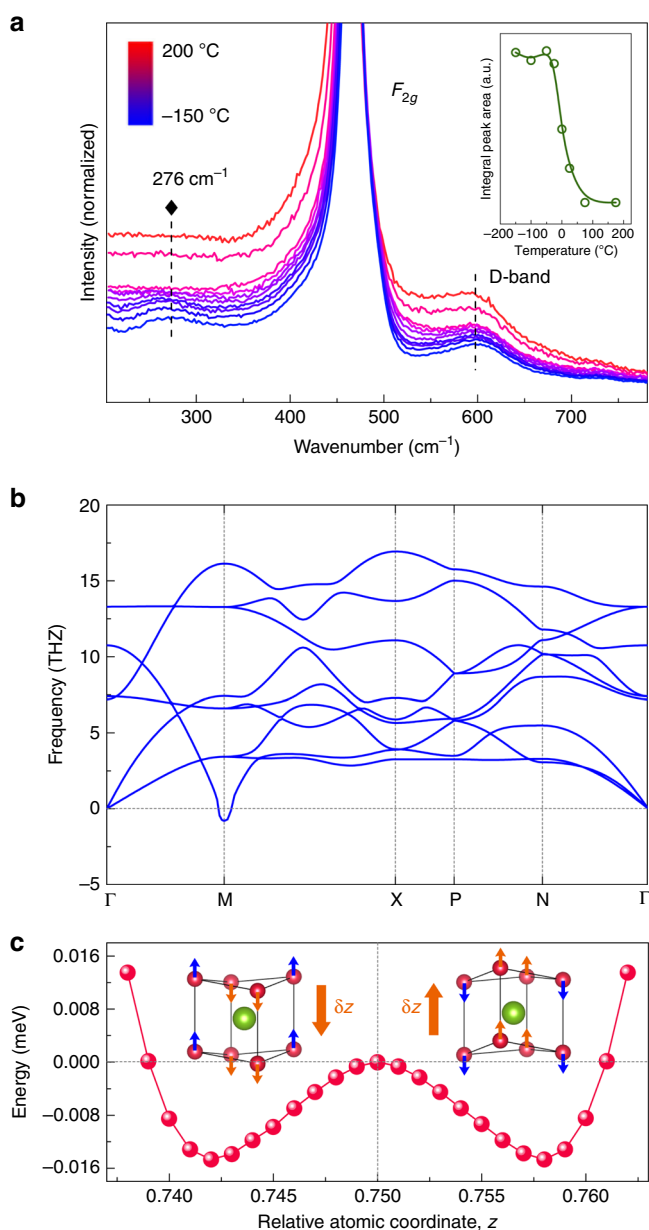 a
200 °C
−150 °C
276 cm−1
F2g
D-band
Intensity (normalized)
300
400
500
600
700
Wavenumber (cm−1)
Integral peak area (a.u.)
−200
−100
0
100
200
Temperature (°C)
b
20
15
10
5
0
−5
Frequency (THZ)
Γ
M
X
P
N
Γ
c
0.016
0.008
0.000
−0.008
−0.016
Energy (meV)
δz
δz
0.740
0.745
0.750
0.755
0.760
Relative atomic coordinate, z